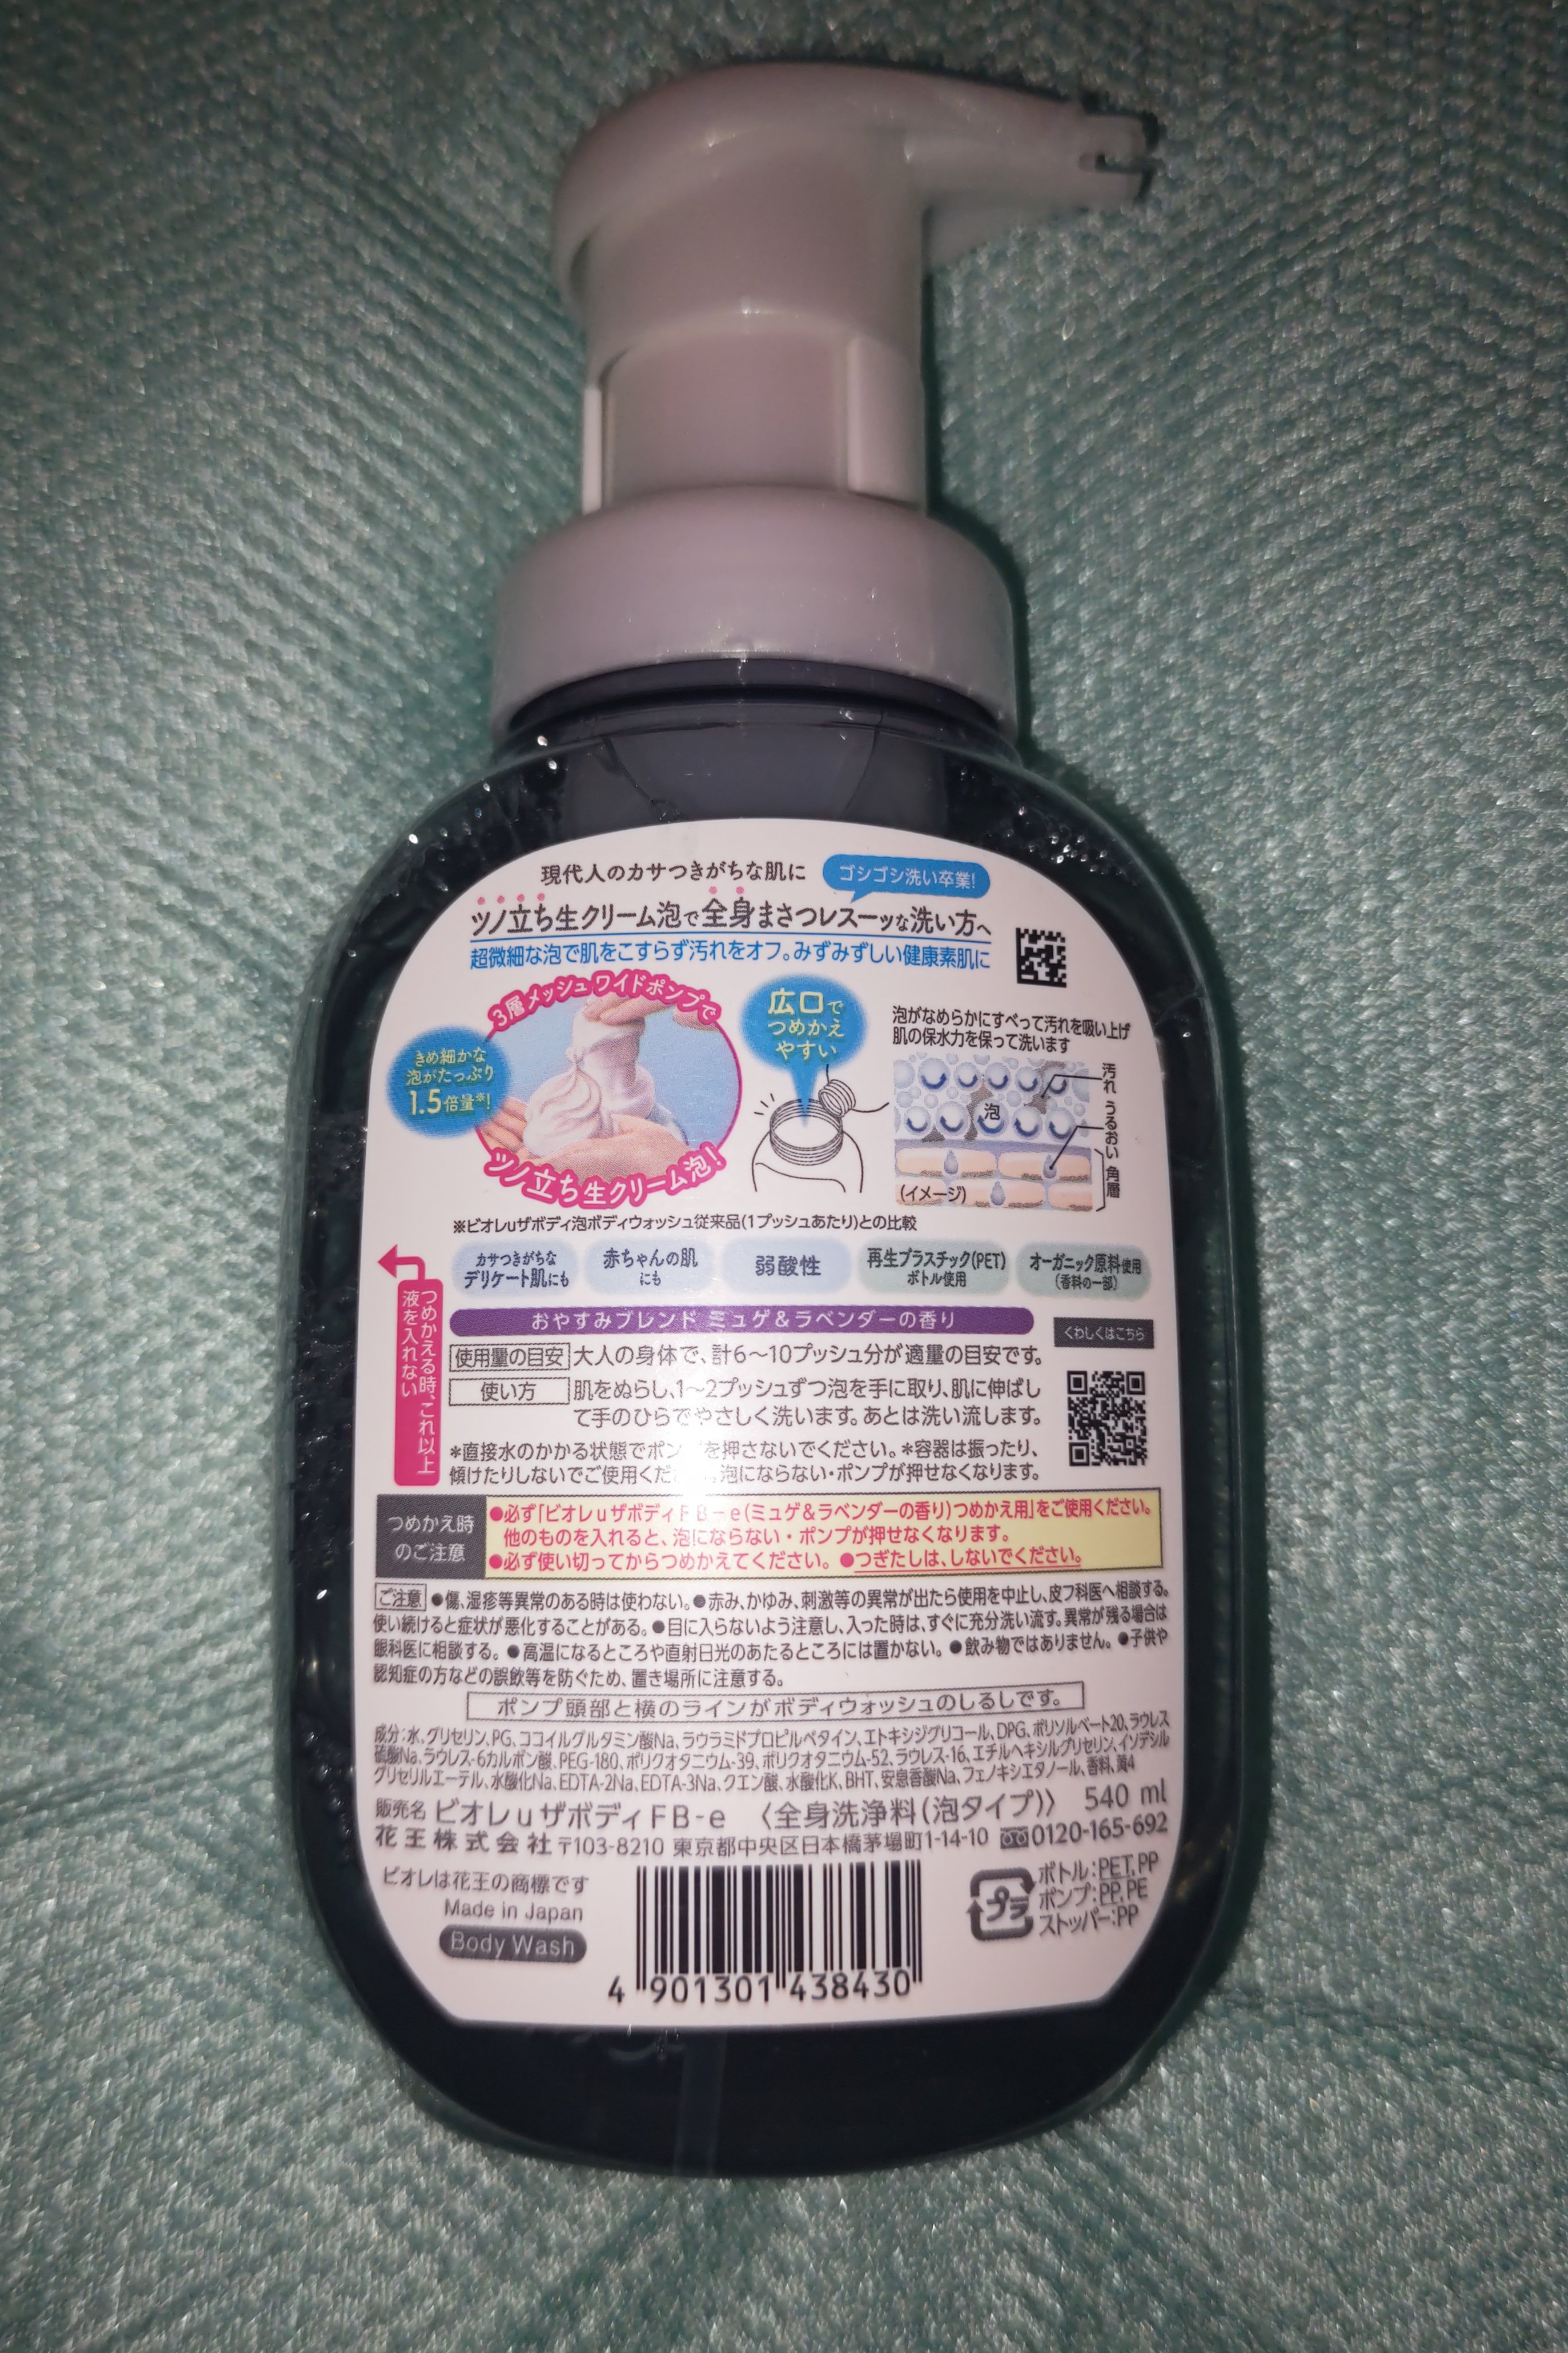 現代人のカサつきがちな肌に
ゴシゴシ洗い卒業!
ツノ立ち生クリーム泡で全身まさつレスーッな洗い方へ
超微細な泡で肌をこすらず汚れをオフ。みずみずしい健康素肌に
3層メッシュワイドポンプで
きめ細かな
泡がたっぷり
1.5倍量※!
ツノ立ち生クリーム泡!
広口で
つめかえ
やすい
泡がなめらかにすべって汚れを吸い上げ
肌の保水力を保って洗います
汚れ
泡
うるおい
角層
(イメージ)
※ビオレuザボディ泡ボディウォッシュ従来品(1プッシュあたり)との比較
カサつきがちな
デリケート肌にも
赤ちゃんの肌
にも
弱酸性
再生プラスチック(PET)
ボトル使用
オーガニック原料使用
(香料の一部)
つめかえる時、これ以上
液を入れない
おやすみブレンド ミュゲ&ラベンダーの香り
くわしくはこちら
使用量の目安 大人の身体で、計6〜10プッシュ分が適量の目安です。
使い方 肌をぬらし、1〜2プッシュずつ泡を手に取り、肌に伸ばし
て手のひらでやさしく洗います。あとは洗い流します。
*直接水のかかる状態でポン を押さないでください。*容器は振ったり、
傾けたりしないでご使用くだ 泡にならない・ポンプが押せなくなります。
つめかえ時
のご注意
●必ず「ビオレuザボディFB-e(ミュゲ&ラベンダーの香り)つめかえ用」をご使用ください。
他のものを入れると、泡にならない・ポンプが押せなくなります。
●必ず使い切ってからつめかえてください。●つぎたしは、しないでください。
ご注意 ●傷、湿疹等異常のある時は使わない。●赤み、かゆみ、刺激等の異常が出たら使用を中止し、皮フ科医へ相談する。
使い続けると症状が悪化することがある。●目に入らないよう注意し、入った時は、すぐに充分洗い流す。異常が残る場合は
眼科医に相談する。●高温になるところや直射日光のあたるところには置かない。●飲み物ではありません。●子供や
認知症の方などの誤飲等を防ぐため、置き場所に注意する。
ポンプ頭部と横のラインがボディウォッシュのしるしです。
成分:水、グリセリン、PG、ココイルグルタミン酸Na、ラウラミドプロピルベタイン、エトキシジグリコール、DPG、ポリソルベート20、ラウレス
硫酸Na、ラウレス-6カルボン酸、PEG-180、ポリクオタニウム-39、ポリクオタニウム-52、ラウレス-16、エチルヘキシルグリセリン、イソデシル
グリセリルエーテル、水酸化Na、EDTA-2Na、EDTA-3Na、クエン酸、水酸化K、BHT、安息香酸Na、フェノキシエタノール、香料、黄4
販売名 ビオレuザボディFB-e 〈全身洗浄料(泡タイプ)〉 540 ml
花王株式会社 〒103-8210 東京都中央区日本橋茅場町1-14-10 0120-165-692
ビオレは花王の商標です
Made in Japan
Body Wash
4 901301 438430
プラ
ボトル:PET,PP
ポンプ:PP,PE
ストッパー:PP